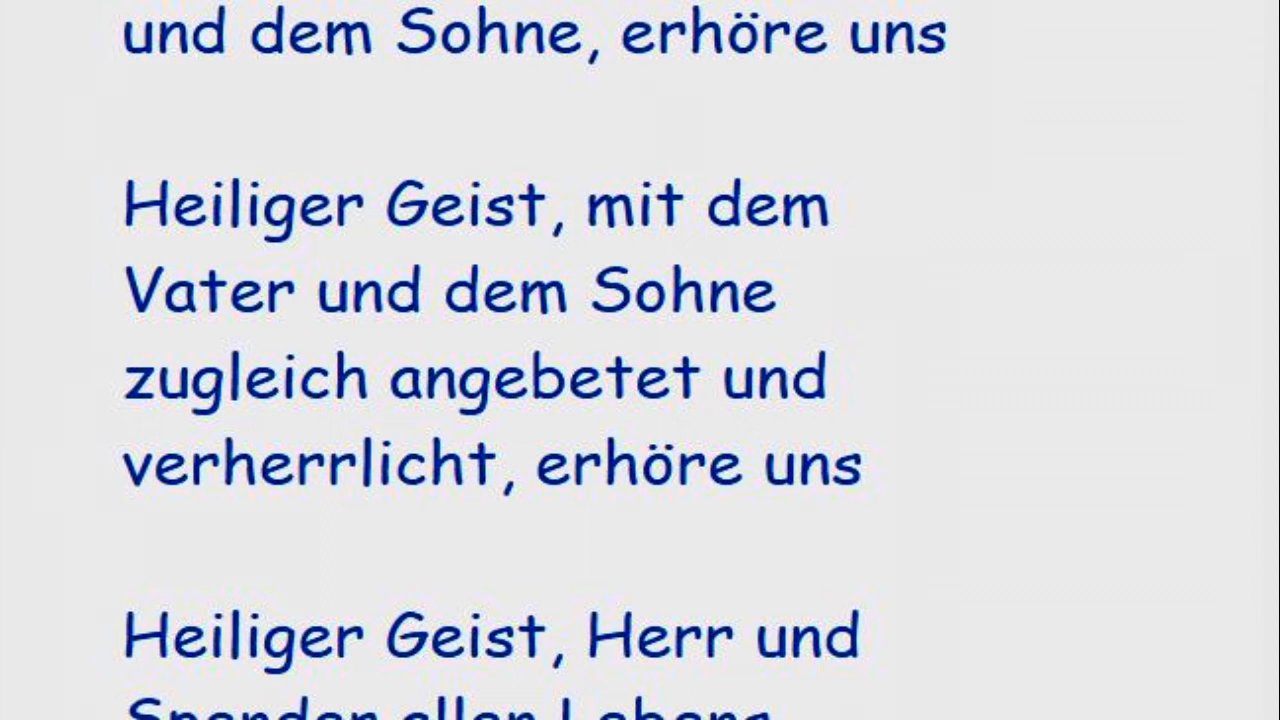 und dem Sohne, erhöre uns
Heiliger Geist, mit dem
Vater und dem Sohne
zugleich angebetet und
verherrlicht, erhöre uns
Heiliger Geist, Herr und